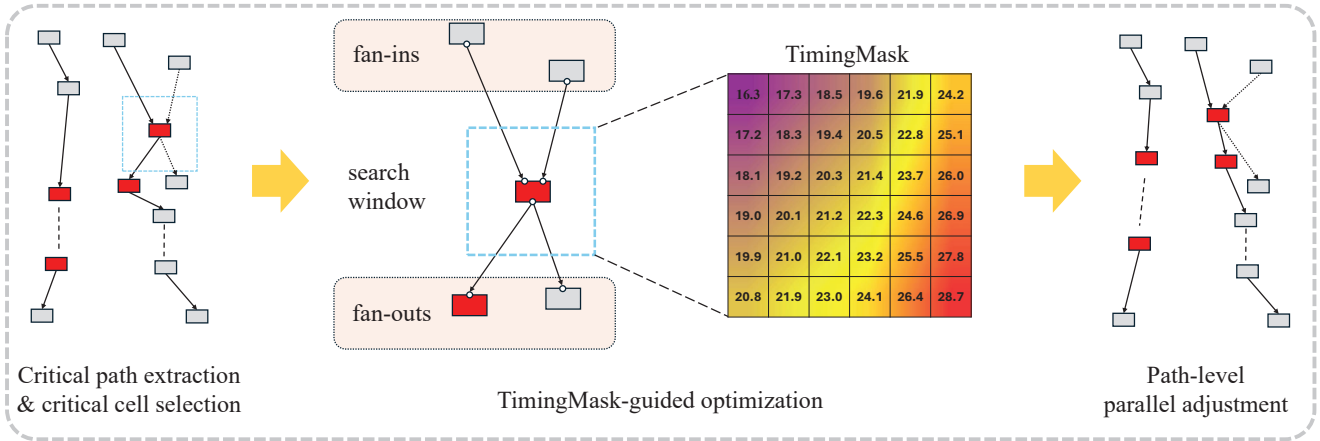 fan-ins
search
window
fan-outs
TimingMask
16.3 17.3 18.5 19.6 21.9 24.2
17.2 18.3 19.4 20.5 22.8 25.1
18.1 19.2 20.3 21.4 23.7 26.0
19.0 20.1 21.2 22.3 24.6 26.9
19.9 21.0 22.1 23.2 25.5 27.8
20.8 21.9 23.0 24.1 26.4 28.7
Critical path extraction
& critical cell selection
TimingMask-guided optimization
Path-level
parallel adjustment